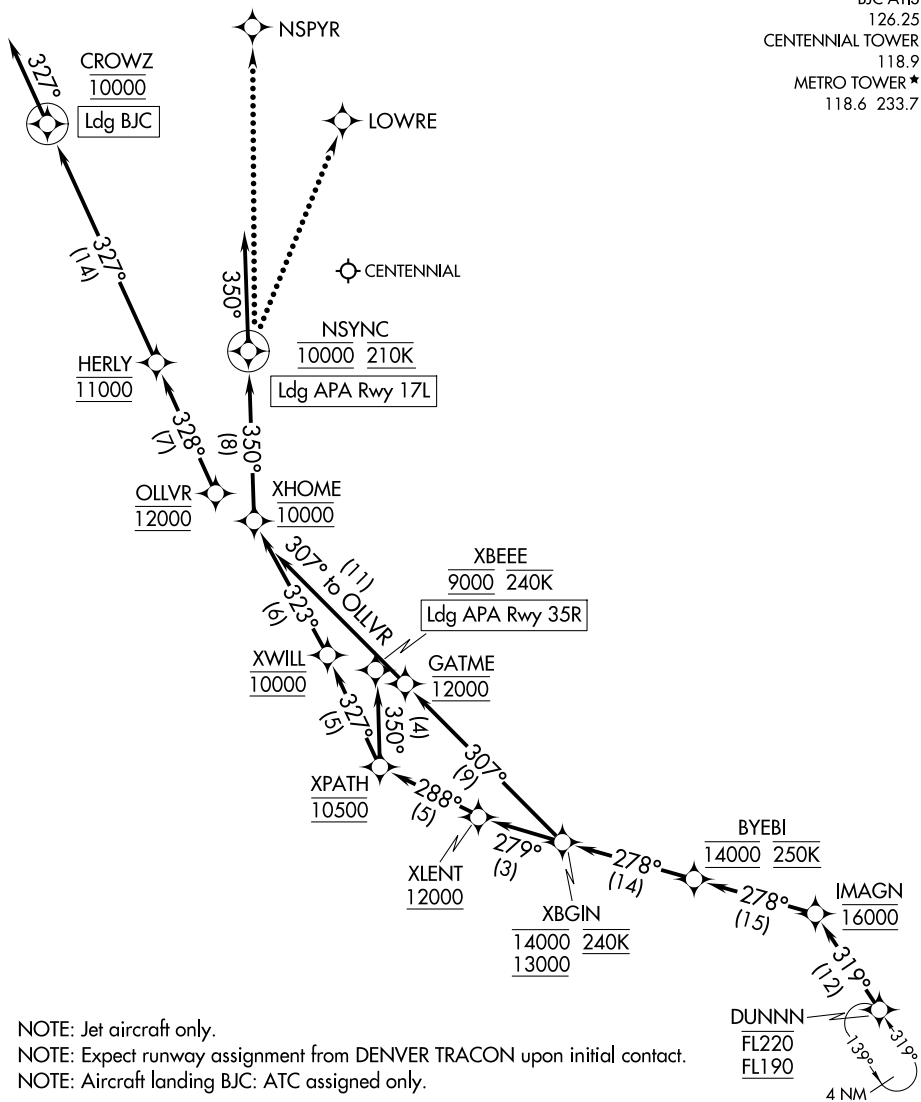 BJC ATIS
126.25
CENTENNIAL TOWER
118.9
METRO TOWER★
118.6 233.7
NSPYR
CROWZ
10000
Ldg BJC
327°
LOWRE
327°
(14)
CENTENNIAL
350°
NSYNC
10000 210K
Ldg APA Rwy 17L
HERLY
11000
328°
(7)
350°
(8)
OLLVR
12000
XHOME
10000
307° to OLLVR
(11)
XBEEE
9000 240K
Ldg APA Rwy 35R
323°
(6)
XWILL
10000
GATME
12000
327°
(5)
350°
(4)
307°
(9)
XPATH
10500
288°
(5)
XLENT
12000
279°
(3)
XBGIN
14000 240K
13000
278°
(14)
BYEBI
14000 250K
278°
(15)
IMAGN
16000
319°
(12)
DUNNN
FL220
FL190
319°
139°
4 NM
NOTE: Jet aircraft only.
NOTE: Expect runway assignment from DENVER TRACON upon initial contact.
NOTE: Aircraft landing BJC: ATC assigned only.